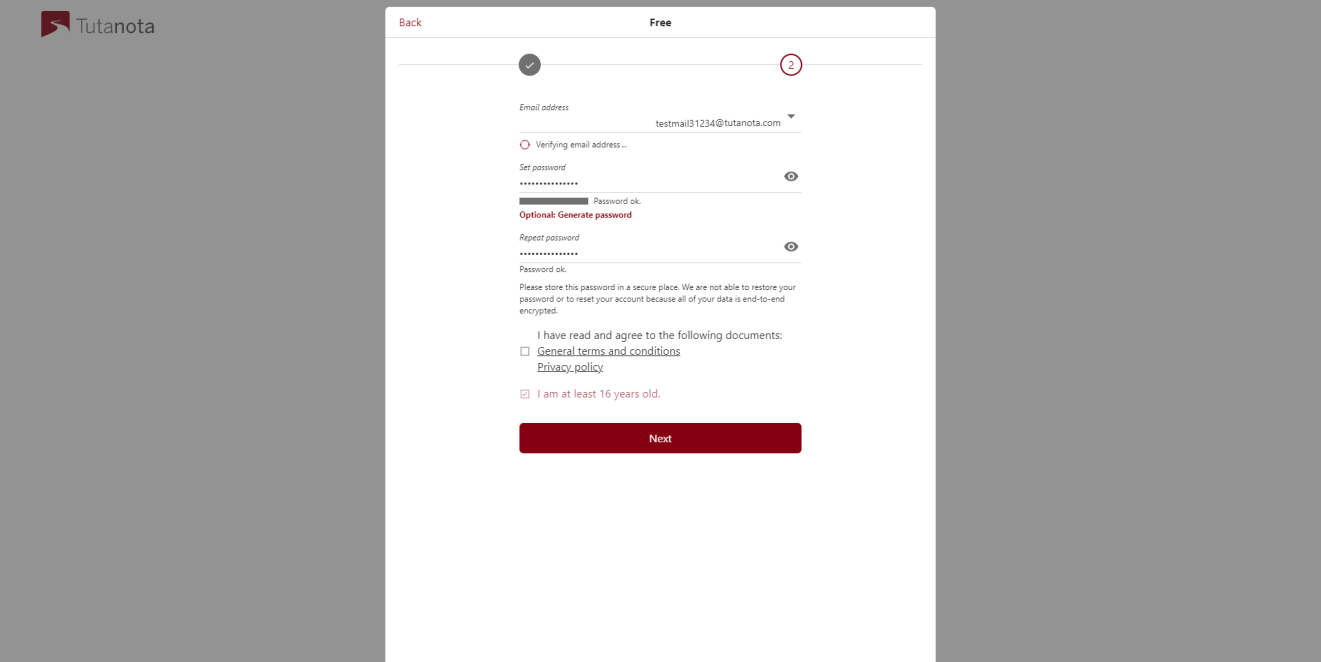 Tutanota
Back
Free
2
Email address
testmail31234@tutanota.com
Verifying email address ...
Set password
•••••••••••••••
Password ok.
Optional: Generate password
Repeat password
•••••••••••••••
Password ok.
Please store this password in a secure place. We are not able to restore your
password or to reset your account because all of your data is end-to-end
encrypted.
I have read and agree to the following documents:
General terms and conditions
Privacy policy
I am at least 16 years old.
Next